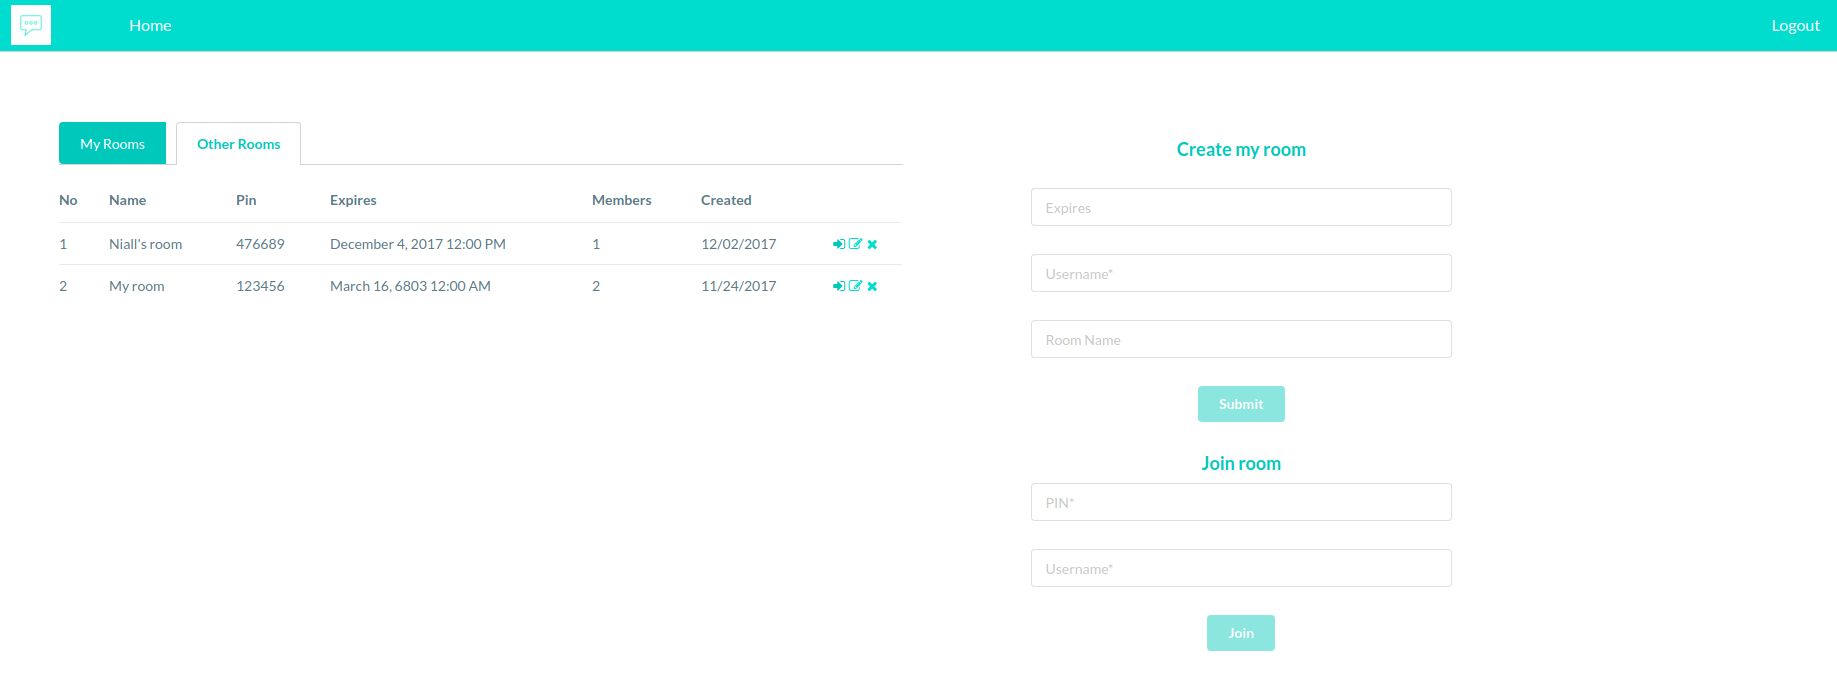 Home Logout
My Rooms Other Rooms
No Name Pin Expires Members Created
1 Niall's room 476689 December 4, 2017 12:00 PM 1 12/02/2017
2 My room 123456 March 16, 6803 12:00 AM 2 11/24/2017
Create my room
Expires
Username*
Room Name
Submit
Join room
PIN*
Username*
Join